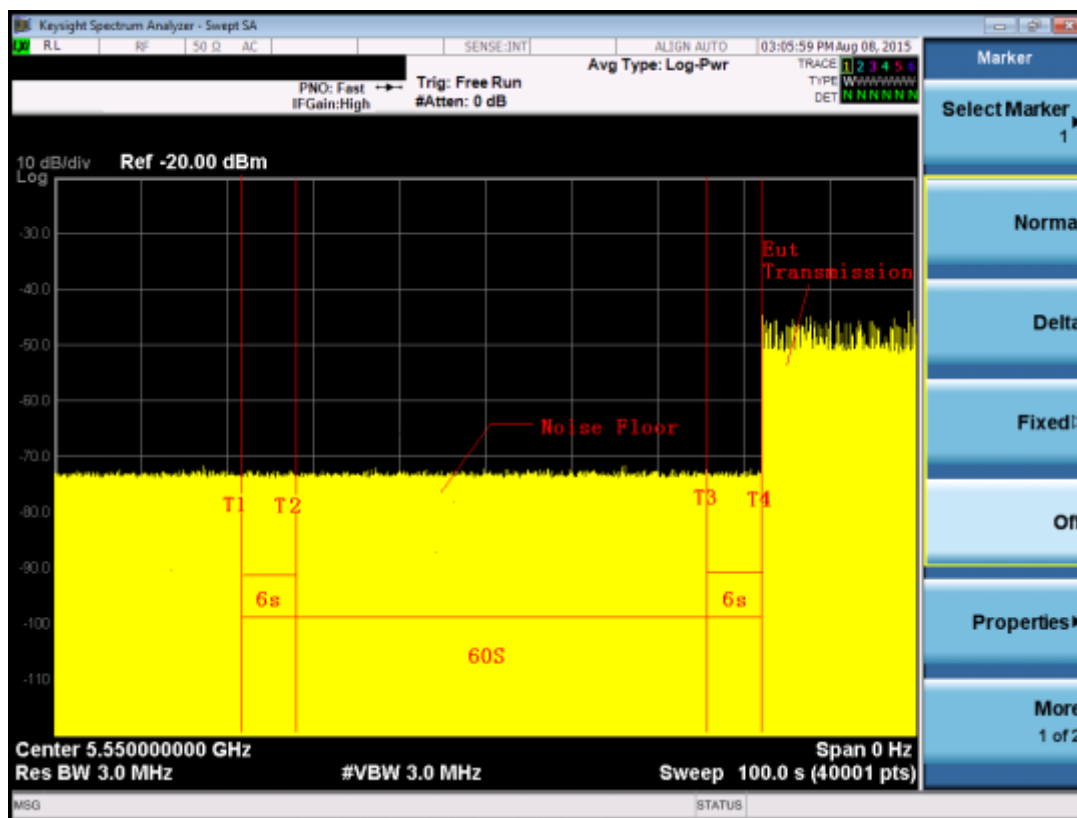 Keysight Spectrum Analyzer - Swept SA
RL RF 50 Ω AC SENSE:INT ALIGN AUTO 03:05:59 PM Aug 08, 2015
Avg Type: Log-Pwr
TRACE 1 2 3 4 5 6
PNO: Fast
Trig: Free Run
TYPE WWWWWW
IFGain:High
#Atten: 0 dB
DET N N N N N N
10 dB/div Ref -20.00 dBm
Log
-30.0
-40.0
-50.0
-60.0
-70.0
-80.0
-90.0
-100
-110
Eut
Transmission
Noise Floor
T1 T2 T3 T4
6s 6s
60S
Center 5.550000000 GHz Span 0 Hz
Res BW 3.0 MHz #VBW 3.0 MHz Sweep 100.0 s (40001 pts)
MSG STATUS
Marker
Select Marker
1
Norma
Delta
Fixed
Off
Properties
More
1 of 2